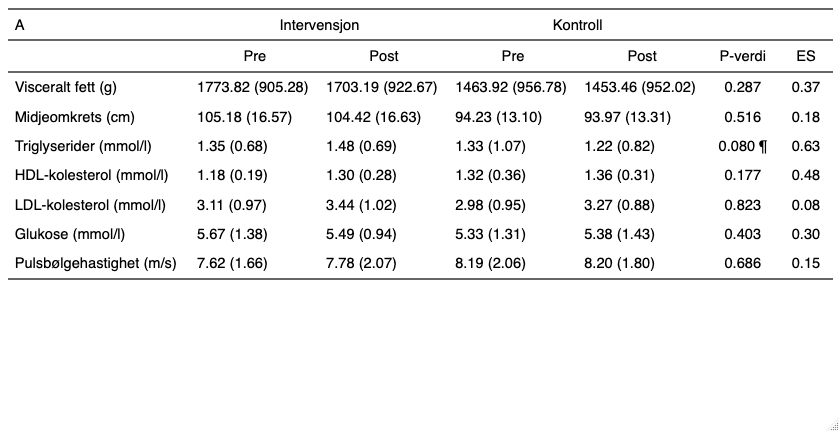 A Intervensjon Kontroll
Pre Post Pre Post P-verdi ES
Visceralt fett (g) 1773.82 (905.28) 1703.19 (922.67) 1463.92 (956.78) 1453.46 (952.02) 0.287 0.37
Midjeomkrets (cm) 105.18 (16.57) 104.42 (16.63) 94.23 (13.10) 93.97 (13.31) 0.516 0.18
Triglyserider (mmol/l) 1.35 (0.68) 1.48 (0.69) 1.33 (1.07) 1.22 (0.82) 0.080 ¶ 0.63
HDL-kolesterol (mmol/l) 1.18 (0.19) 1.30 (0.28) 1.32 (0.36) 1.36 (0.31) 0.177 0.48
LDL-kolesterol (mmol/l) 3.11 (0.97) 3.44 (1.02) 2.98 (0.95) 3.27 (0.88) 0.823 0.08
Glukose (mmol/l) 5.67 (1.38) 5.49 (0.94) 5.33 (1.31) 5.38 (1.43) 0.403 0.30
Pulsbølgehastighet (m/s) 7.62 (1.66) 7.78 (2.07) 8.19 (2.06) 8.20 (1.80) 0.686 0.15